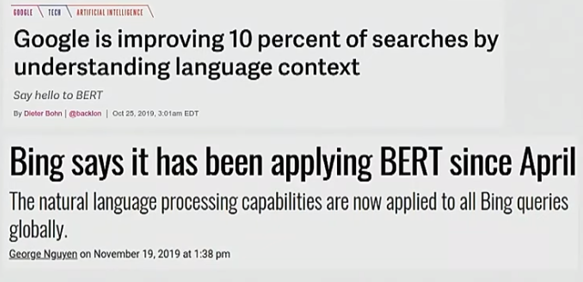 GOOGLE \ TECH \ ARTIFICIAL INTELLIGENCE
Google is improving 10 percent of searches by
understanding language context
Say hello to BERT
By Dieter Bohn | @backlon | Oct 25, 2019, 3:01am EDT
Bing says it has been applying BERT since April
The natural language processing capabilities are now applied to all Bing queries
globally.
George Nguyen on November 19, 2019 at 1:38 pm